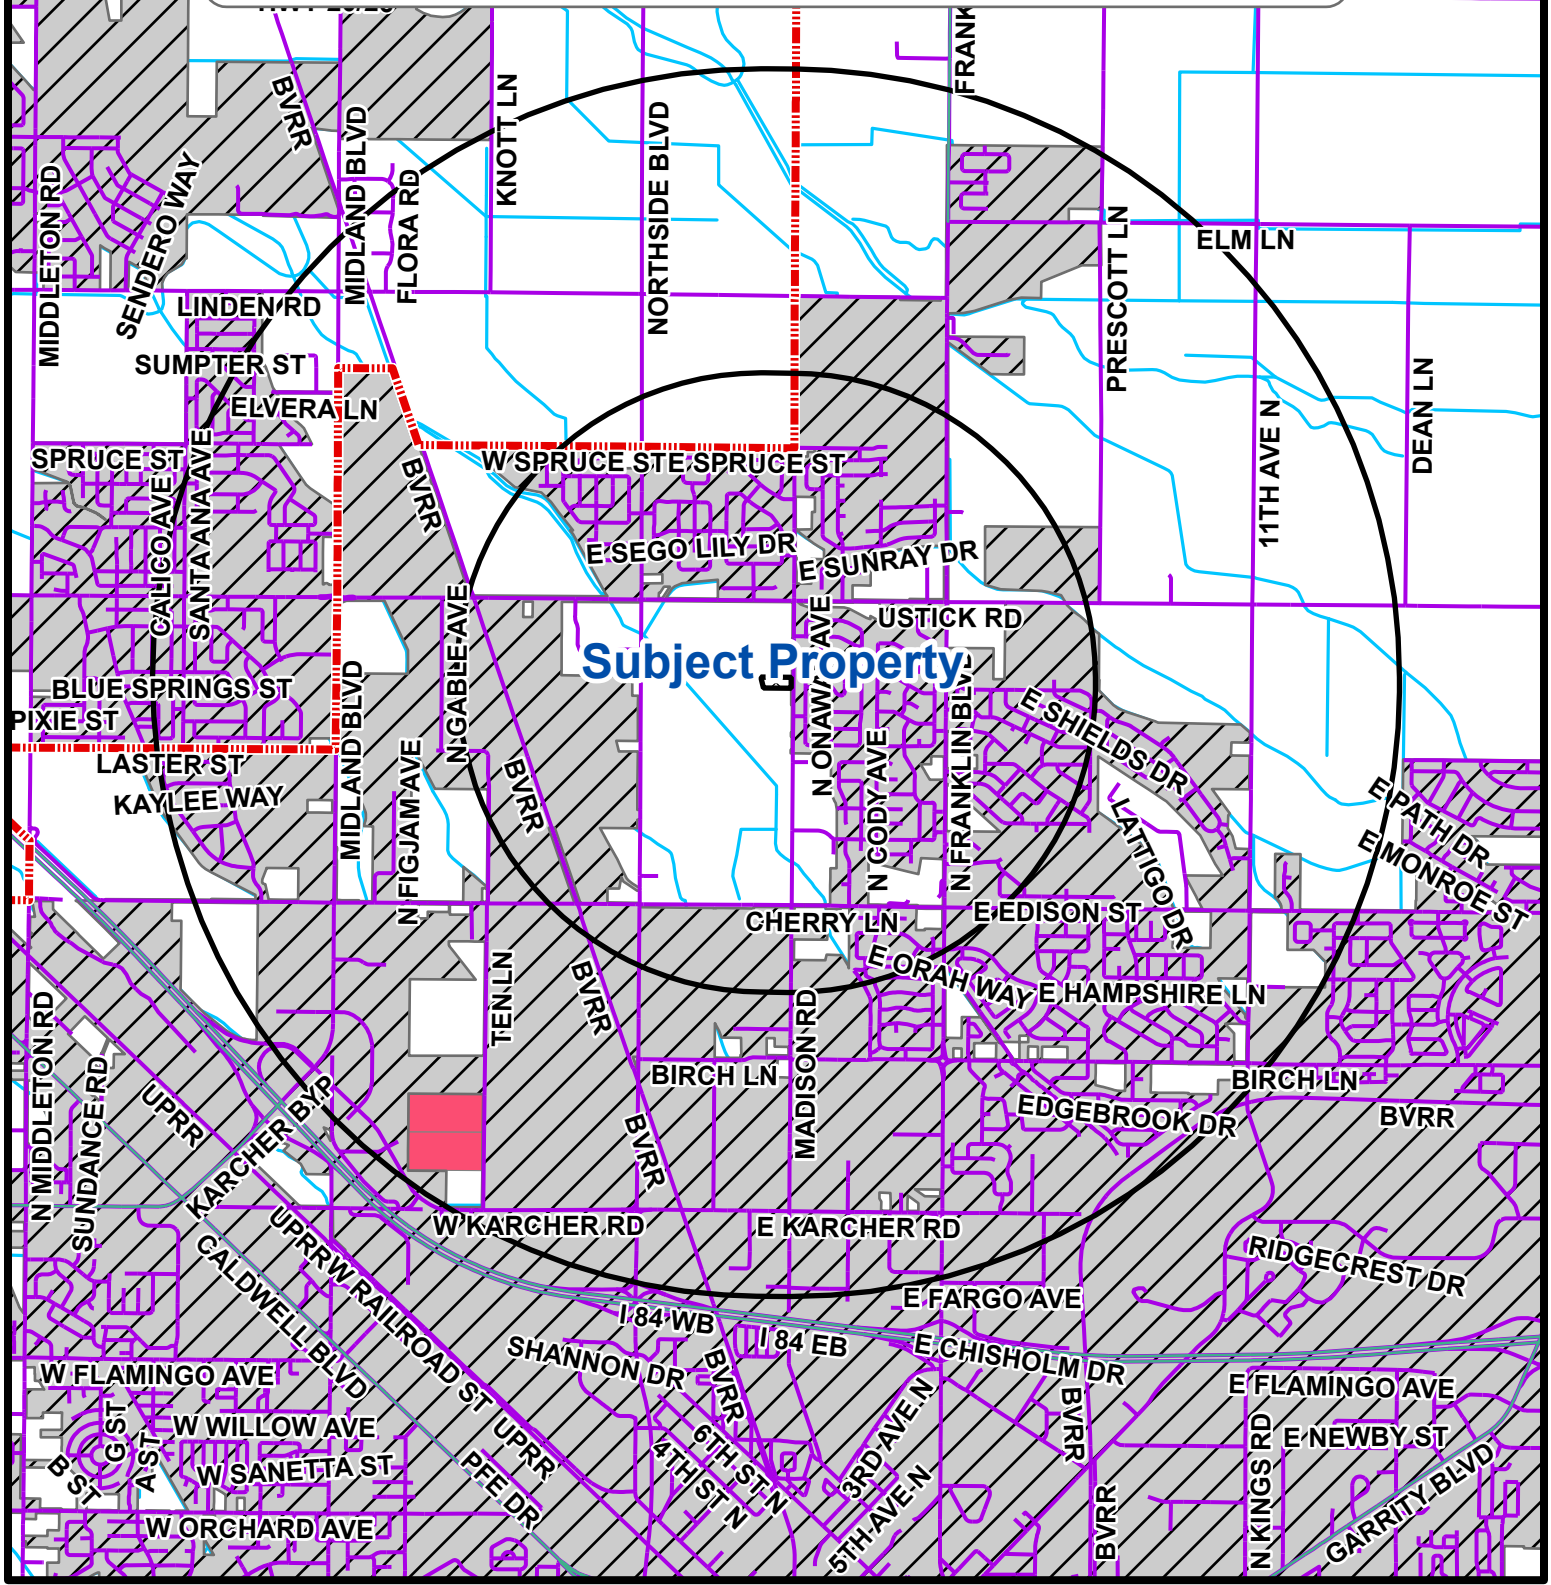 BVRR
MIDLAND BLVD
KNOTT LN
FLORA RD
NORTHSIDE BLVD
FRANK
MIDDLETON RD
SENDERO WAY
PRESCOTT LN
ELM LN
LINDEN RD
SUMPTER ST
ELVERA LN
11TH AVE N
DEAN LN
SPRUCE ST
W SPRUCE ST
E SPRUCE ST
CALICO AVE
SANTA ANA AVE
BVRR
E SEGO LILY DR
E SUNRAY DR
USTICK RD
N GABLE AVE
Subject Property
N ONAWA AVE
N FRANKLIN BLVD
BLUE SPRINGS ST
PIXIE ST
MIDLAND BLVD
LASTER ST
KAYLEE WAY
N FIGJAM AVE
BVRR
N CODY AVE
E SHIELDS DR
LATTIGO DR
E PATH DR
E MONROE ST
CHERRY LN
E EDISON ST
E ORAH WAY
E HAMPSHIRE LN
TEN LN
BVRR
MADISON RD
BIRCH LN
BIRCH LN
N MIDDLETON RD
SUNDANCE RD
UPRR
KARCHER BYP
EDGEBROOK DR
BVRR
BVRR
W KARCHER RD
E KARCHER RD
UPRR
W RAILROAD ST
CALDWELL BLVD
RIDGECREST DR
E FARGO AVE
I 84 WB
I 84 EB
E CHISHOLM DR
SHANNON DR
BVRR
W FLAMINGO AVE
E FLAMINGO AVE
G ST
A ST
B ST
W WILLOW AVE
W SANETTA ST
W ORCHARD AVE
UPRR
PFE DR
6TH ST N
4TH ST N
3RD AVE N
5TH AVE N
BVRR
BVRR
N KINGS RD
E NEWBY ST
GARRITY BLVD